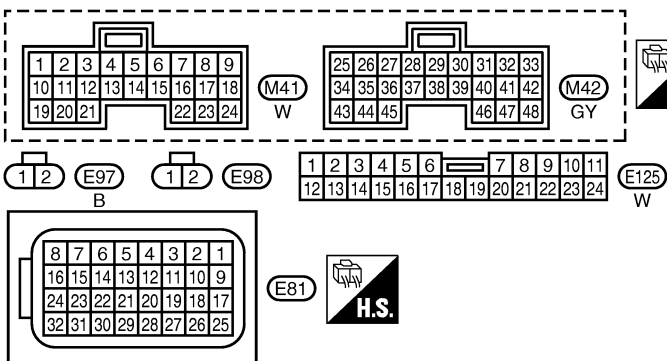 1 2 3 4 5 6 7 8 9
10 11 12 13 14 15 16 17 18
19 20 21 22 23 24
M41
W
25 26 27 28 29 30 31 32 33
34 35 36 37 38 39 40 41 42
43 44 45 46 47 48
M42
GY
1 2
E97
B
1 2
E98
1 2 3 4 5 6 7 8 9 10 11
12 13 14 15 16 17 18 19 20 21 22 23 24
E125
W
8 7 6 5 4 3 2 1
16 15 14 13 12 11 10 9
24 23 22 21 20 19 18 17
32 31 30 29 28 27 26 25
E81
H.S.